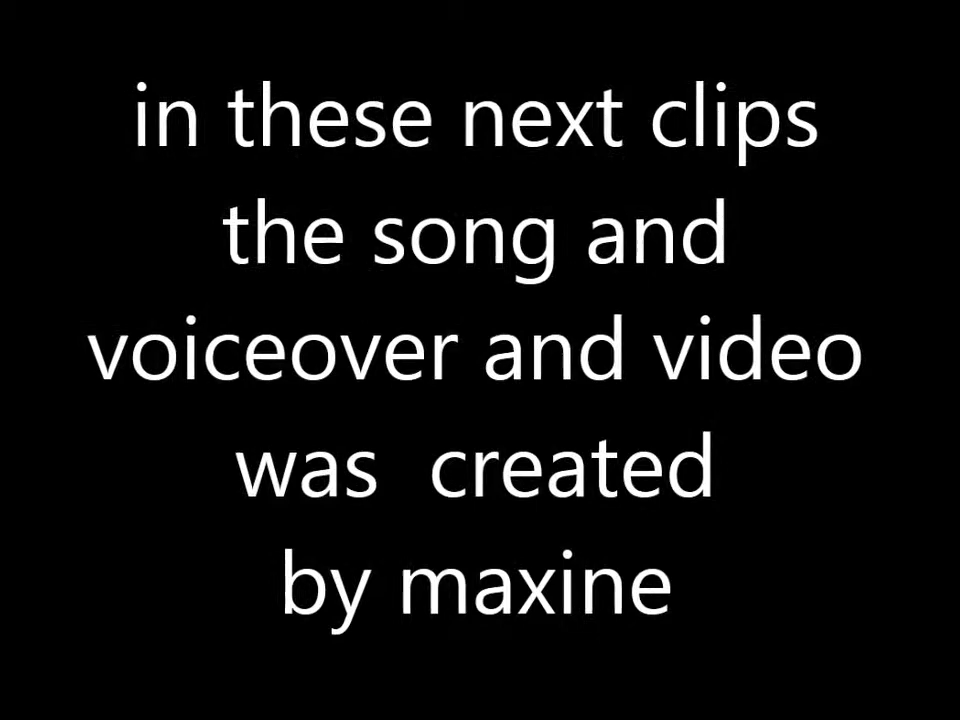 in these next clips
the song and
voiceover and video
was  created
by maxine